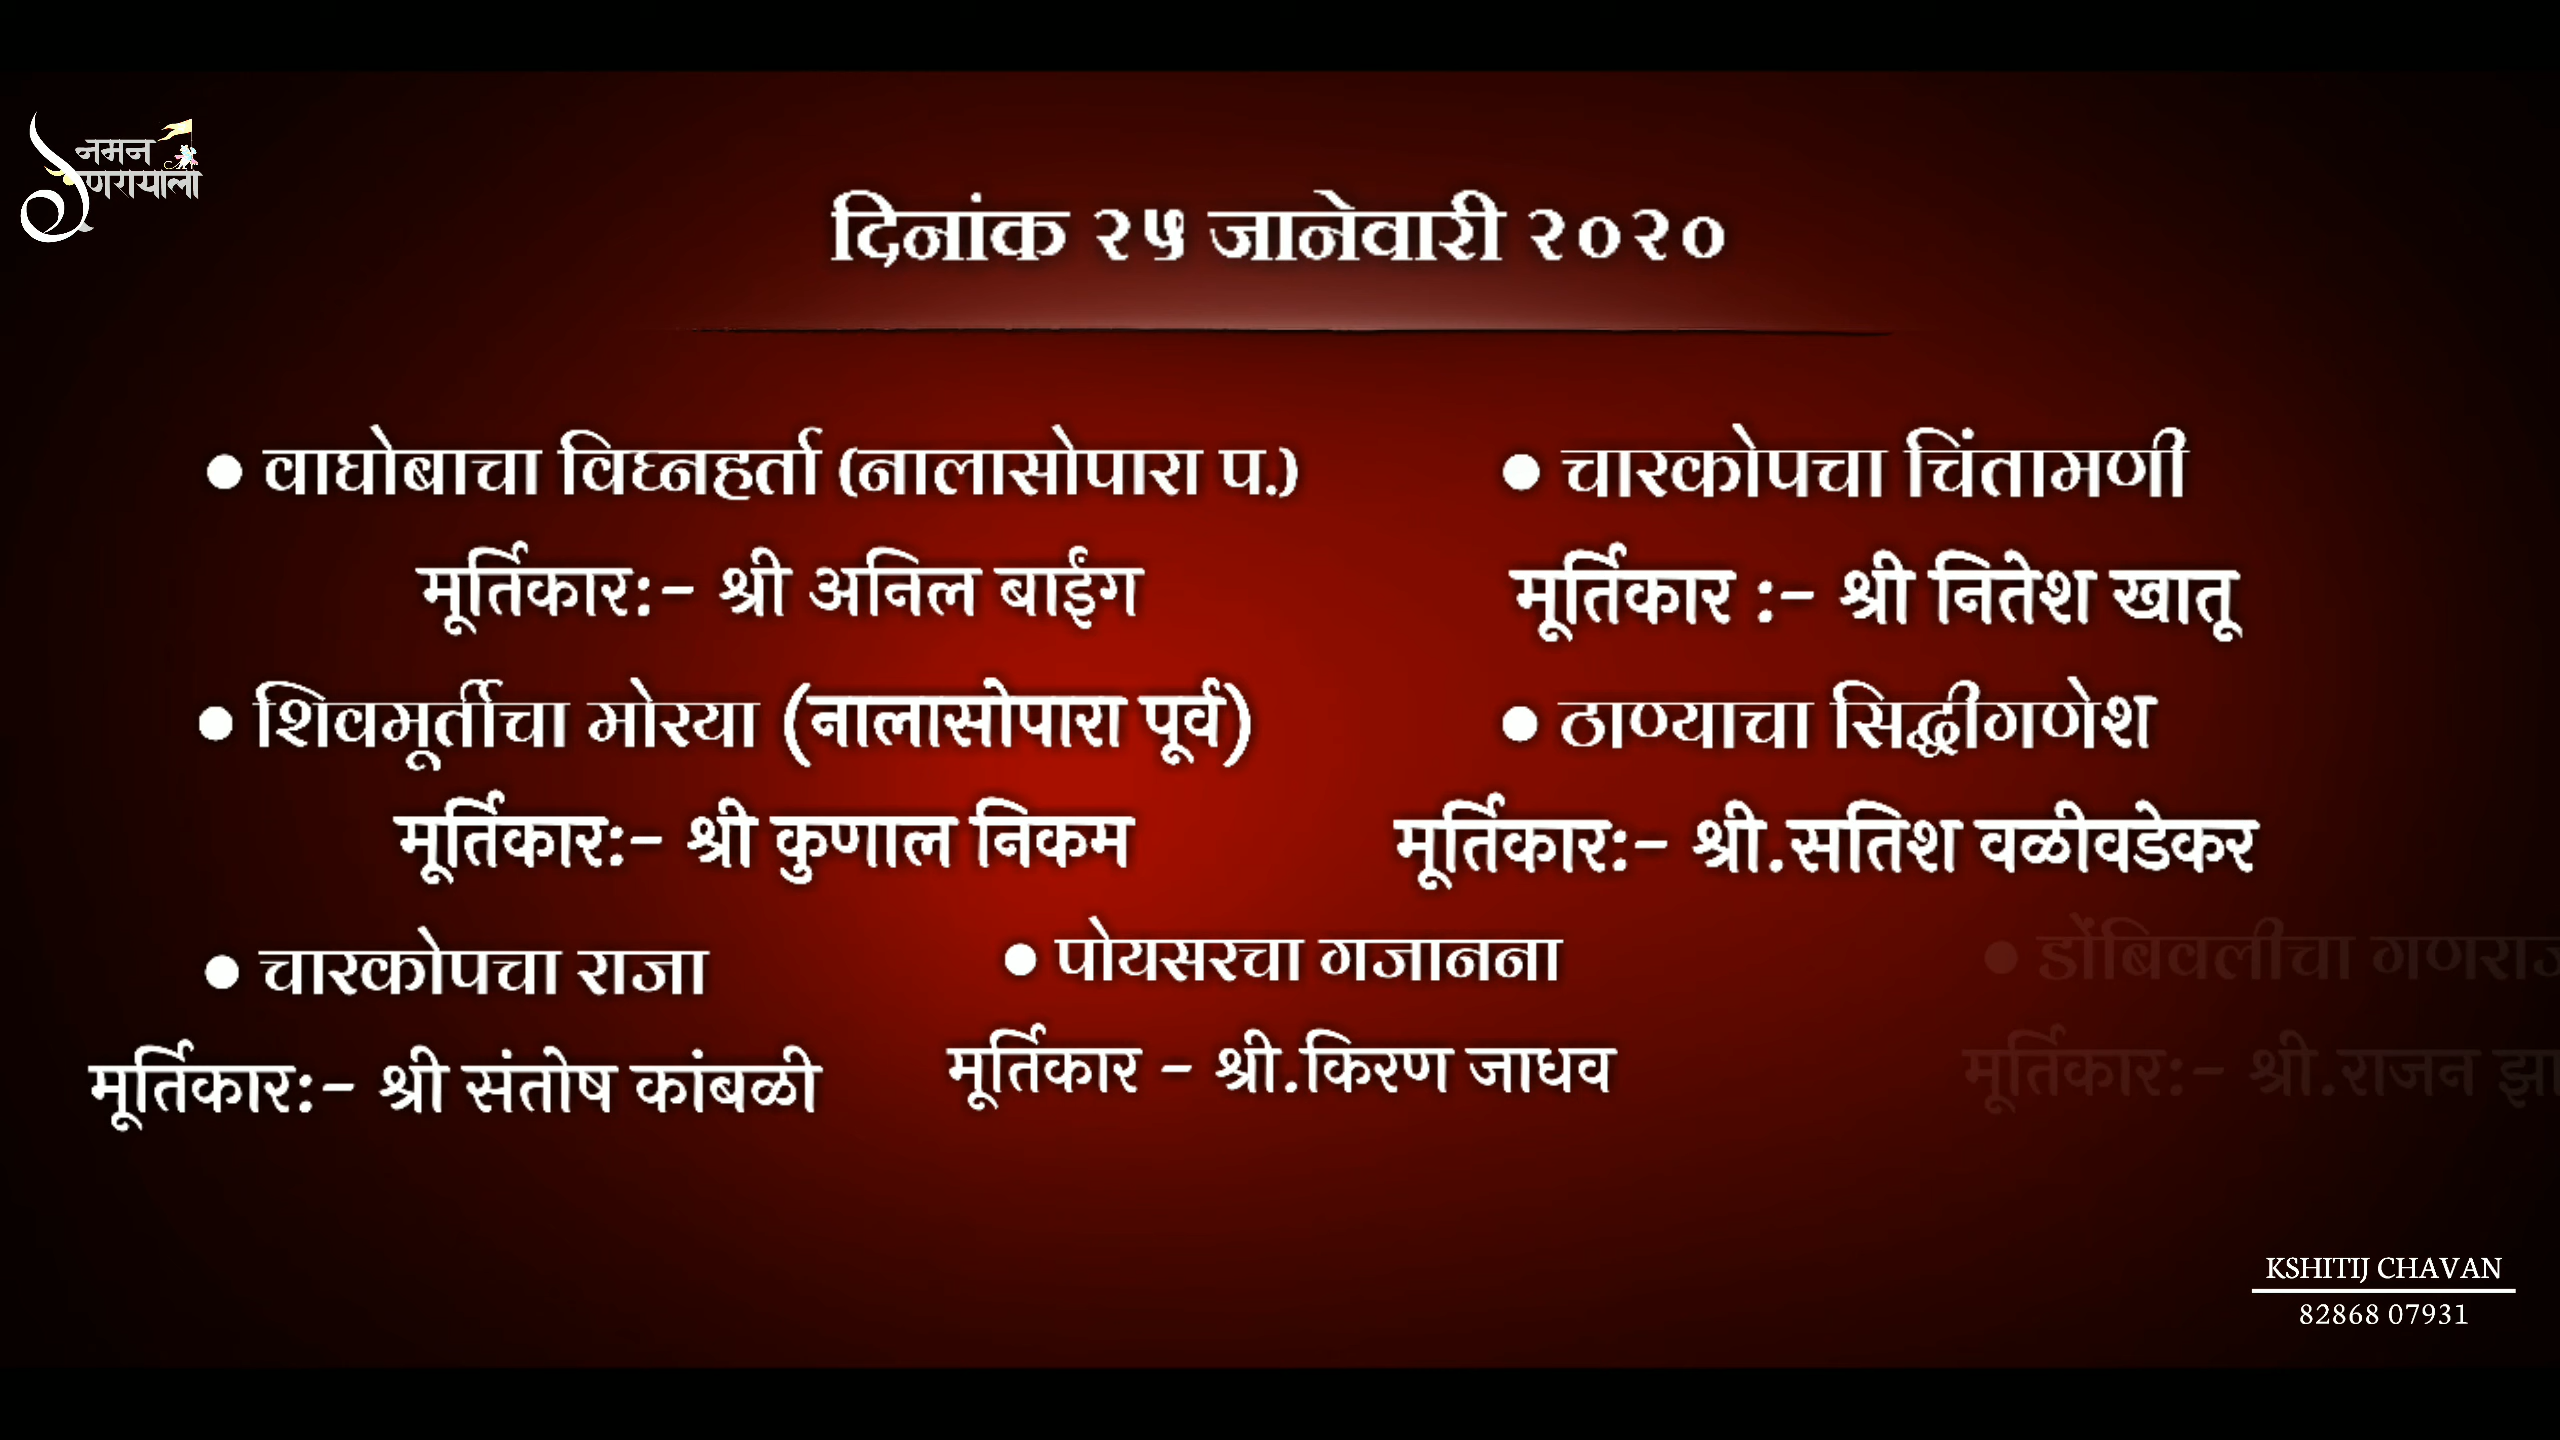 नमन
गणरायाला
दिनांक २५ जानेवारी २०२०
• वाघोबाचा विघ्नहर्ता (नालासोपारा प.)
मूर्तिकार:- श्री अनिल बाईंग
• शिवमूर्तीचा मोरया (नालासोपारा पूर्व)
मूर्तिकार:- श्री कुणाल निकम
• चारकोपचा राजा
मूर्तिकार:- श्री संतोष कांबळी
• चारकोपचा चिंतामणी
मूर्तिकार :- श्री नितेश खातू
• ठाण्याचा सिद्धीगणेश
मूर्तिकार:- श्री.सतिश वळीवडेकर
• पोयसरचा गजानना
मूर्तिकार - श्री.किरण जाधव
• डोंबिवलीचा
मूर्तिकार:- श्री.राजन
KSHITIJ CHAVAN
82868 07931